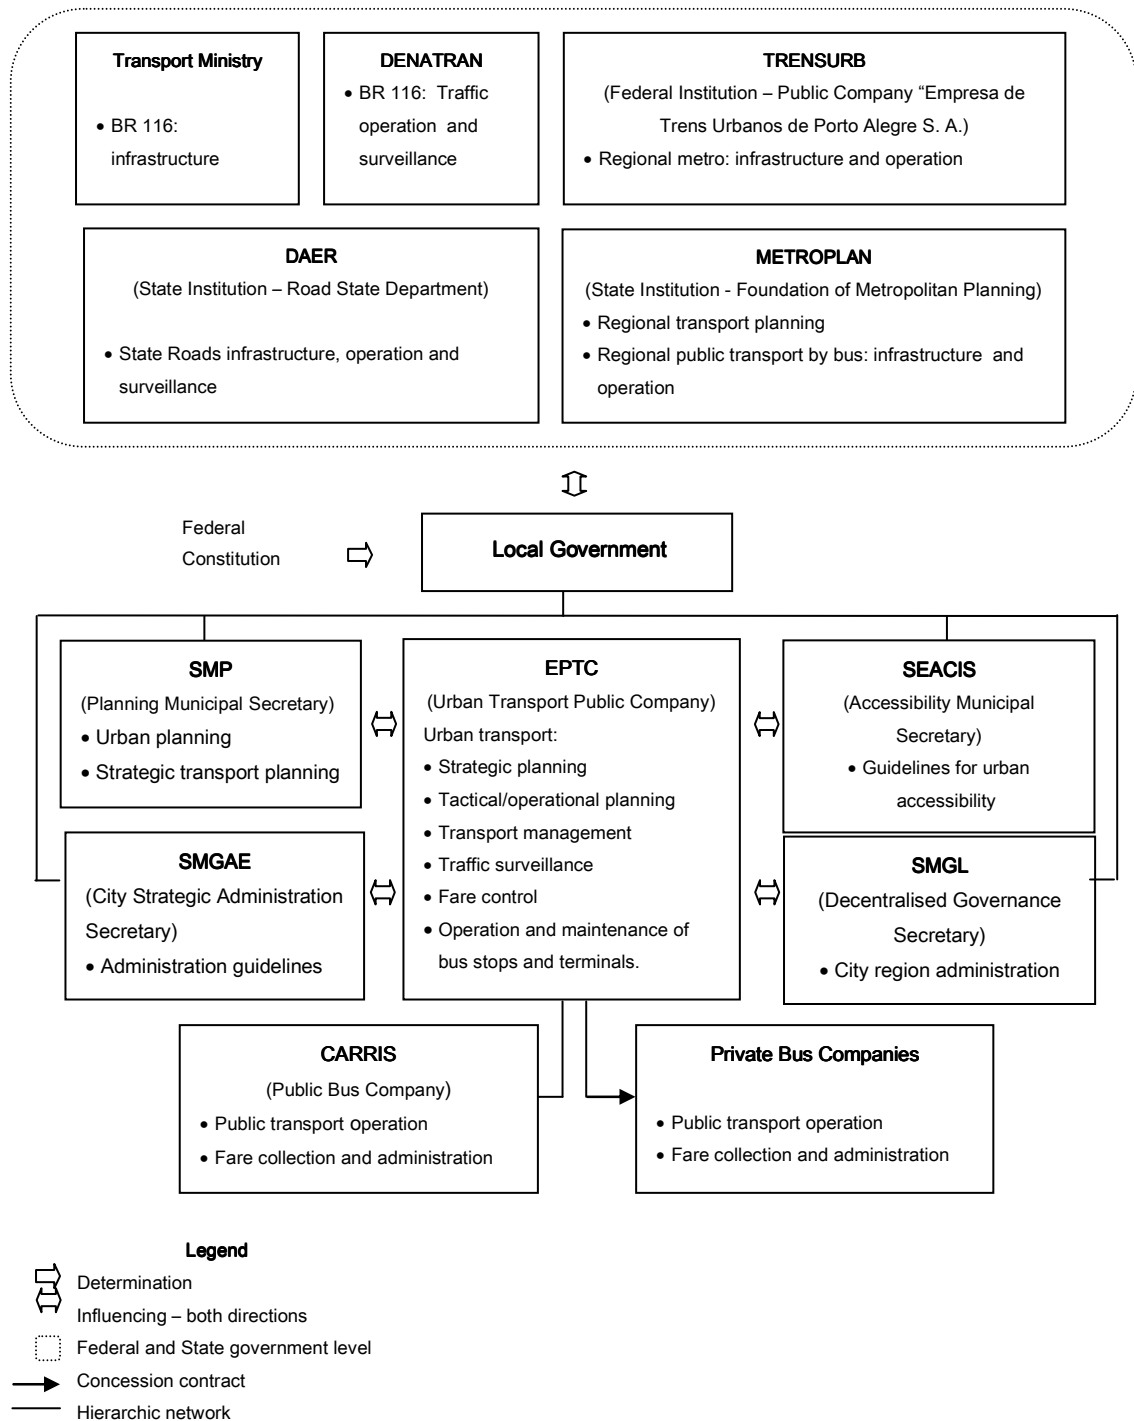 Transport Ministry
• BR 116:
infrastructure
DENATRAN
• BR 116: Traffic
operation and
surveillance
TRENSURB
(Federal Institution – Public Company “Empresa de
Trens Urbanos de Porto Alegre S. A.)
• Regional metro: infrastructure and operation
DAER
(State Institution – Road State Department)
• State Roads infrastructure, operation and
surveillance
METROPLAN
(State Institution - Foundation of Metropolitan Planning)
• Regional transport planning
• Regional public transport by bus: infrastructure and
operation
Federal
Constitution
Local Government
SMP
(Planning Municipal Secretary)
• Urban planning
• Strategic transport planning
EPTC
(Urban Transport Public Company)
Urban transport:
• Strategic planning
• Tactical/operational planning
• Transport management
• Traffic surveillance
• Fare control
• Operation and maintenance of
bus stops and terminals.
SEACIS
(Accessibility Municipal
Secretary)
• Guidelines for urban
accessibility
SMGAE
(City Strategic Administration
Secretary)
• Administration guidelines
SMGL
(Decentralised Governance
Secretary)
• City region administration
CARRIS
(Public Bus Company)
• Public transport operation
• Fare collection and administration
Private Bus Companies
• Public transport operation
• Fare collection and administration
Legend
Determination
Influencing – both directions
Federal and State government level
Concession contract
Hierarchic network